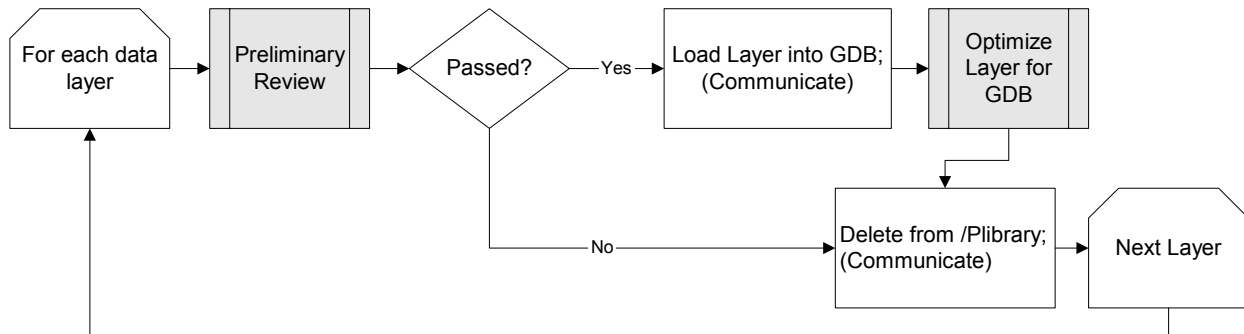 For each data
layer
Preliminary
Review
Passed?
Yes
Load Layer into GDB;
(Communicate)
Optimize
Layer for
GDB
No
Delete from /Plibrary;
(Communicate)
Next Layer